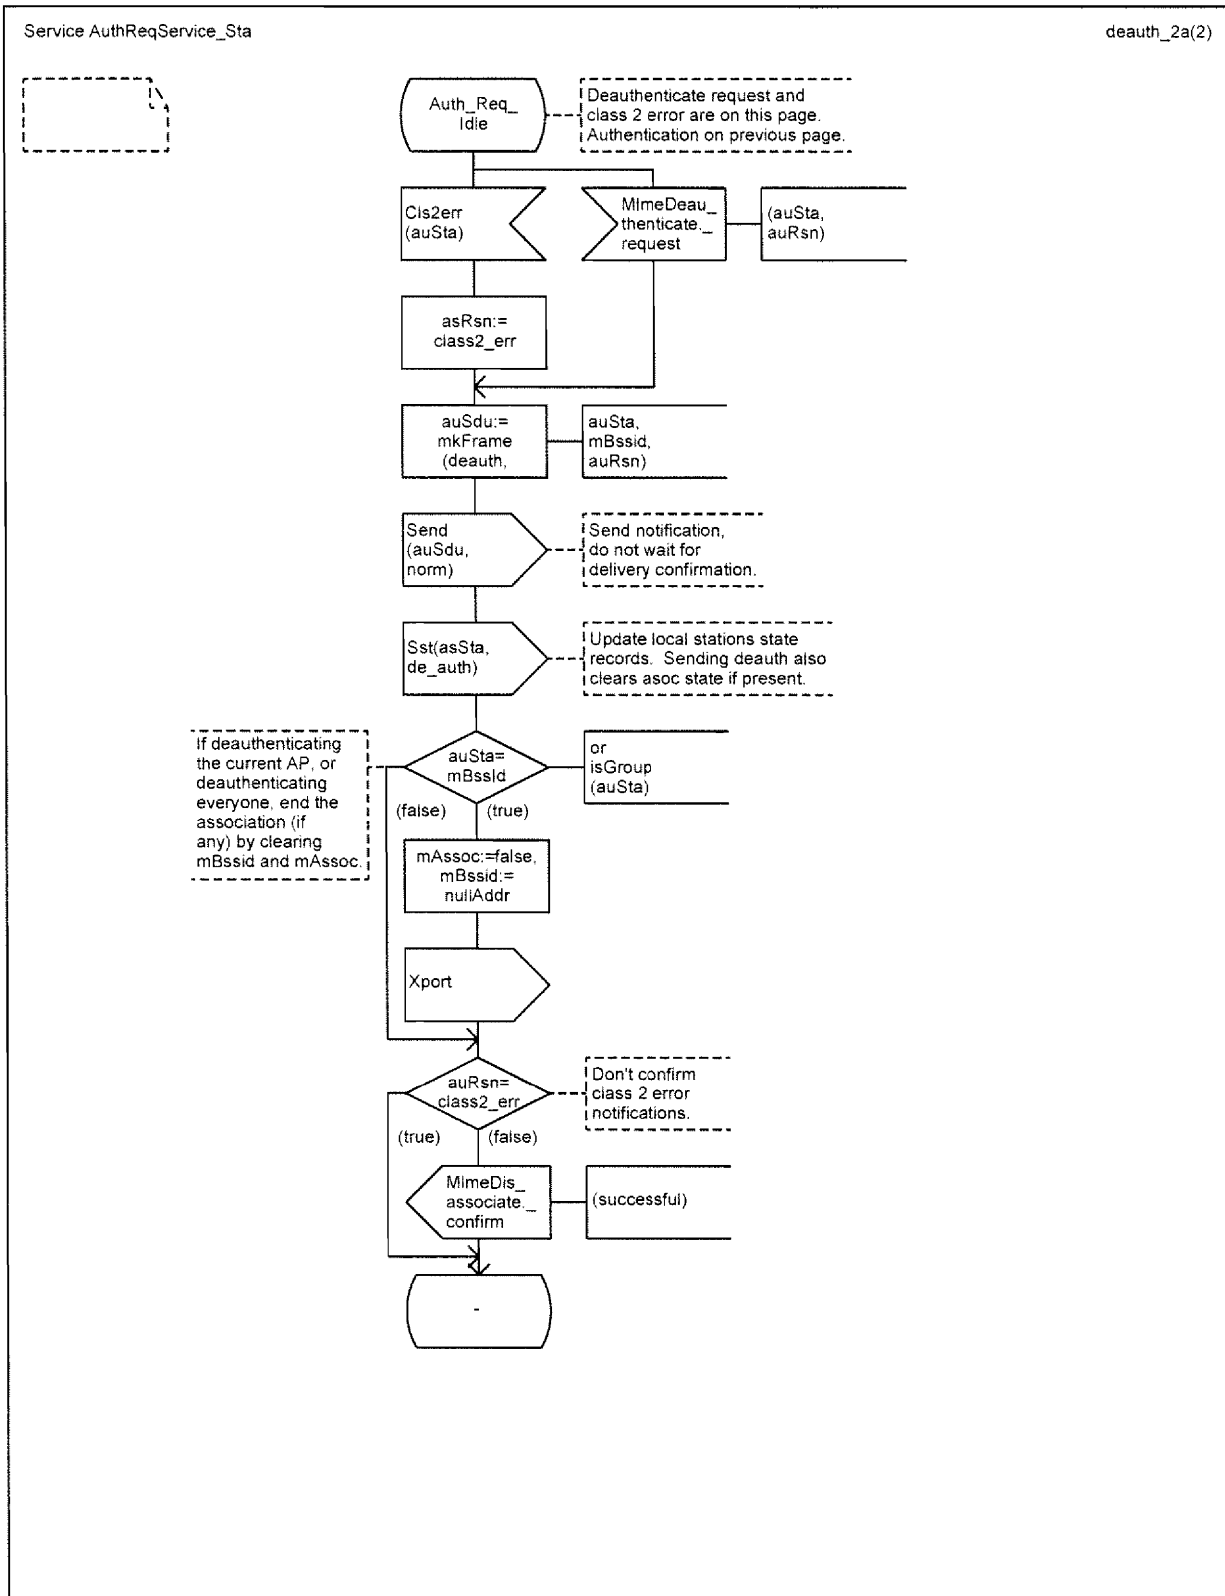 Service AuthReqService_Sta
deauth_2a(2)
Auth_Req_
Idle
Deauthenticate request and
class 2 error are on this page.
Authentication on previous page.
Cls2err
(auSta)
MlmeDeau_
thenticate._
request
(auSta,
auRsn)
asRsn:=
class2_err
auSdu:=
mkFrame
(deauth,
auSta,
mBssid,
auRsn)
Send
(auSdu,
norm)
Send notification,
do not wait for
delivery confirmation.
Sst(asSta,
de_auth)
Update local stations state
records. Sending deauth also
clears asoc state if present.
If deauthenticating
the current AP, or
deauthenticating
everyone, end the
association (if
any) by clearing
mBssid and mAssoc.
auSta=
mBssId
or
isGroup
(auSta)
(false)
(true)
mAssoc:=false,
mBssid:=
nullAddr
Xport
auRsn=
class2_err
Don't confirm
class 2 error
notifications.
(true)
(false)
MlmeDis_
associate._
confirm
(successful)
-